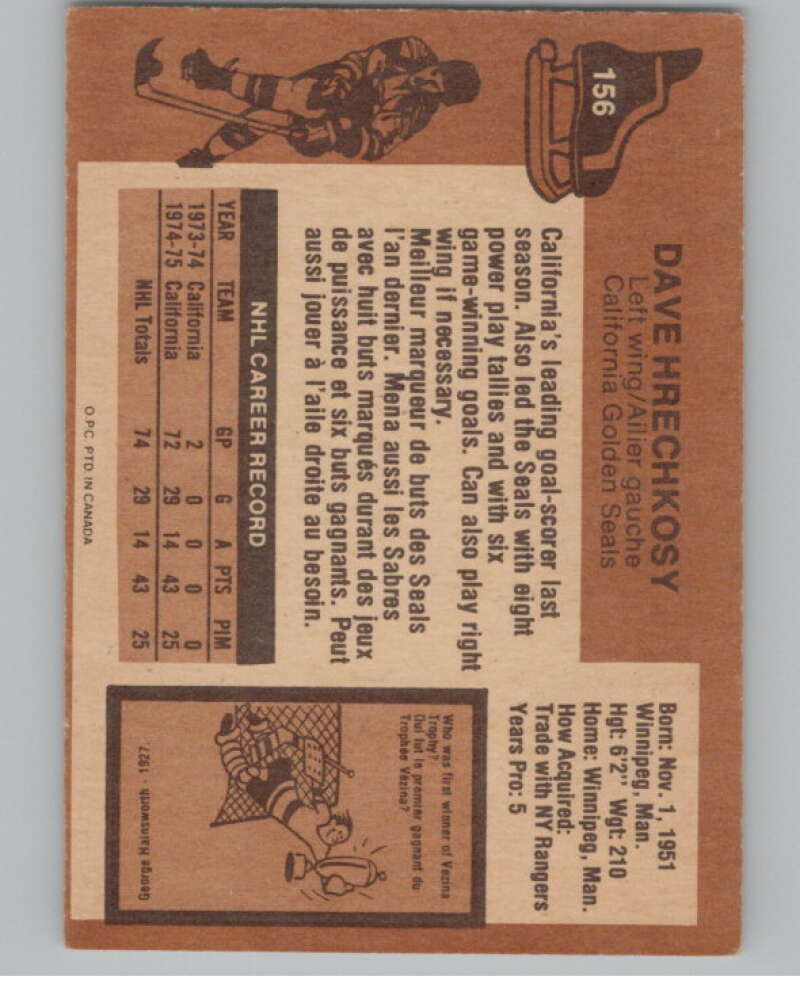 156
DAVE HRECHKOSY
Left wing/Ailier gauche
California Golden Seals
California's leading goal-scorer last
season. Also led the Seals with eight
power play tallies and with six
game-winning goals. Can also play right
wing if necessary.
Meilleur marqueur de buts des Seals
l'an dernier. Mena aussi les Sabres
avec huit buts marqués durant des jeux
de puissance et six buts gagnants. Peut
aussi jouer à l'aile droite au besoin.
NHL CAREER RECORD
YEAR TEAM GP G A PTS PIM
1973-74 California 2 0 0 0 0
1974-75 California 72 29 14 43 25
NHL Totals 74 29 14 43 25
O.P.C. PTD. IN CANADA
Born: Nov. 1, 1951
Winnipeg, Man.
Hgt: 6'2" Wgt: 210
Home: Winnipeg, Man.
How Acquired:
Trade with NY Rangers
Years Pro: 5
Who was first winner of Vezina
Trophy?
Qui fut le premier gagnant du
Trophée Vézina?
George Hainsworth - 1927